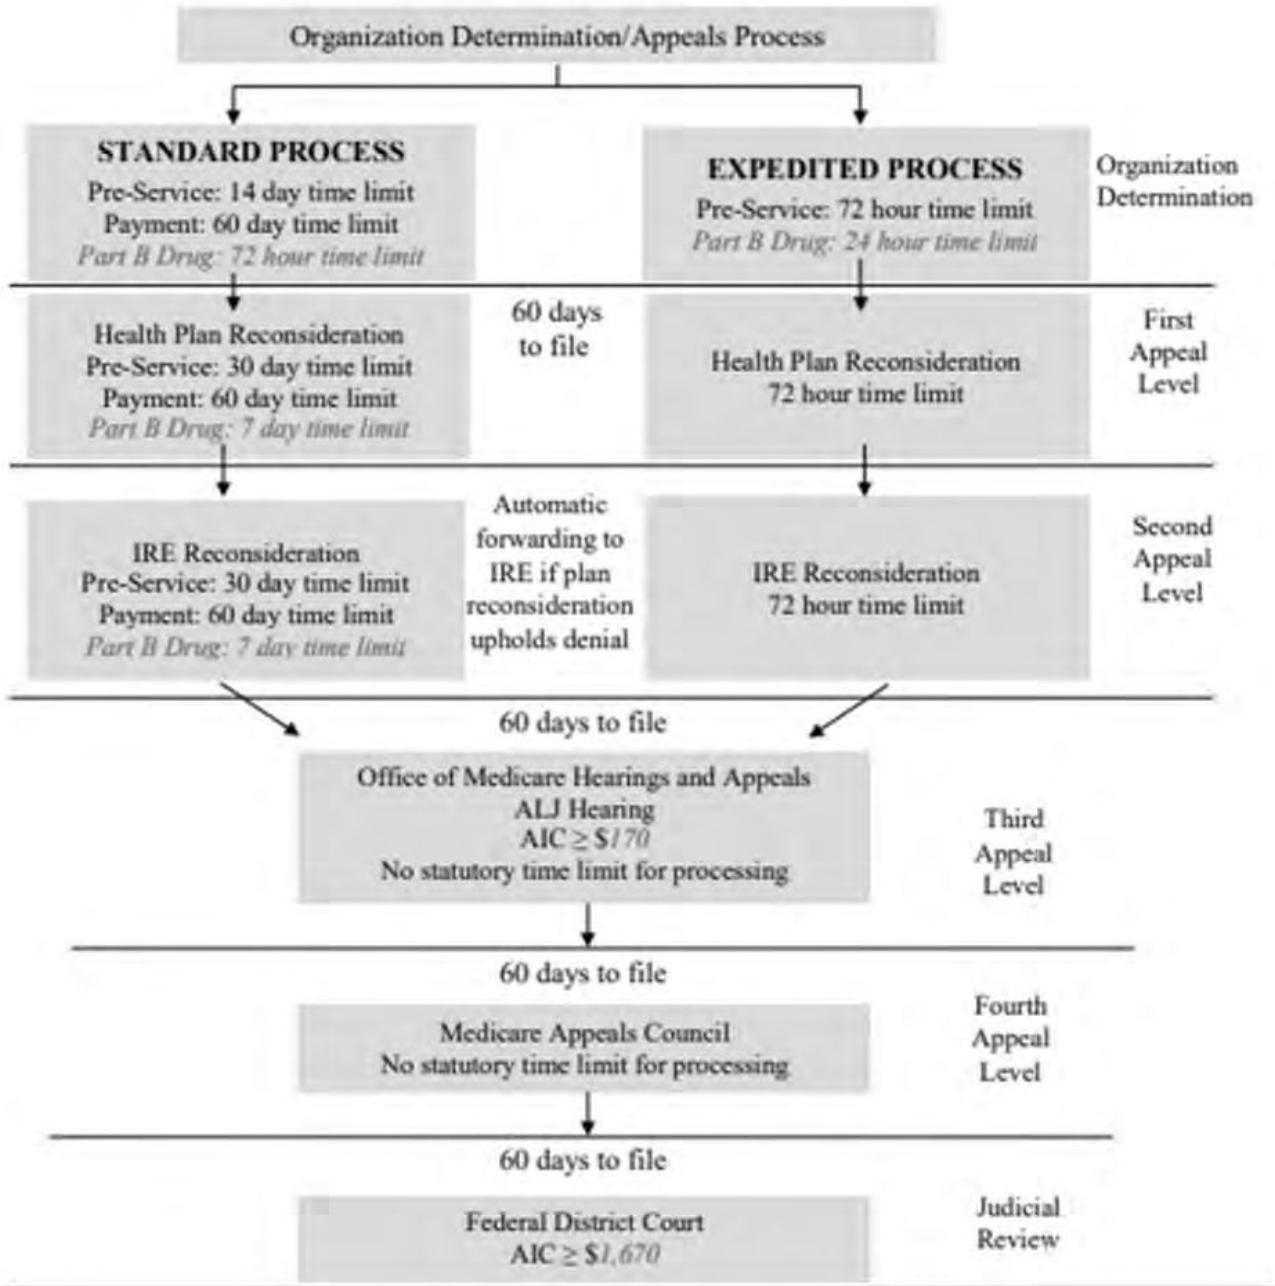 Organization Determination/Appeals Process
STANDARD PROCESS
Pre-Service: 14 day time limit
Payment: 60 day time limit
Part B Drug: 72 hour time limit
EXPEDITED PROCESS
Pre-Service: 72 hour time limit
Part B Drug: 24 hour time limit
Organization
Determination
Health Plan Reconsideration
Pre-Service: 30 day time limit
Payment: 60 day time limit
Part B Drug: 7 day time limit
60 days
to file
Health Plan Reconsideration
72 hour time limit
First
Appeal
Level
IRE Reconsideration
Pre-Service: 30 day time limit
Payment: 60 day time limit
Part B Drug: 7 day time limit
Automatic
forwarding to
IRE if plan
reconsideration
upholds denial
IRE Reconsideration
72 hour time limit
Second
Appeal
Level
60 days to file
Office of Medicare Hearings and Appeals
ALJ Hearing
AIC ≥ $170
No statutory time limit for processing
Third
Appeal
Level
60 days to file
Medicare Appeals Council
No statutory time limit for processing
Fourth
Appeal
Level
60 days to file
Federal District Court
AIC ≥ $1,670
Judicial
Review